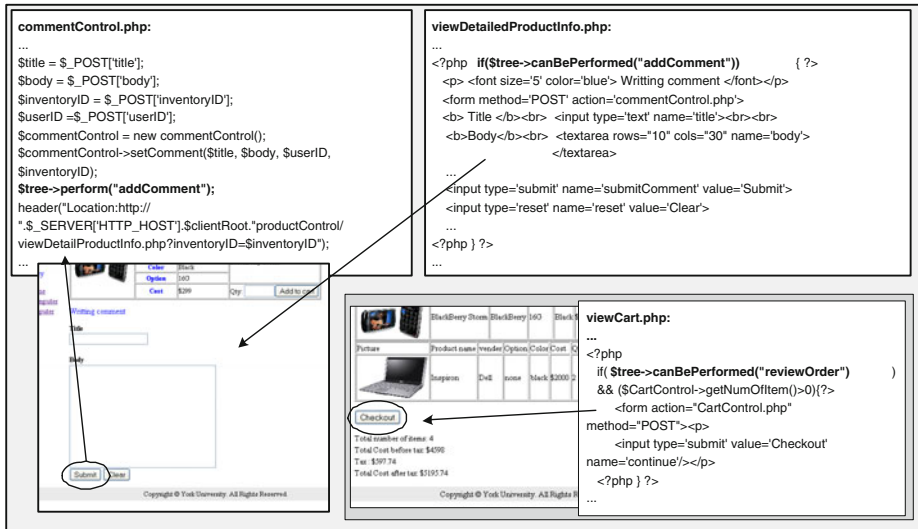 commentControl.php:
...
$title = $_POST['title'];
$body = $_POST['body'];
$inventoryID = $_POST['inventoryID'];
$userID =$_POST['userID'];
$commentControl = new commentControl();
$commentControl->setComment($title, $body, $userID,
$inventoryID);
$tree->perform("addComment");
header("Location:http://
".$_SERVER['HTTP_HOST'].$clientRoot."productControl/
viewDetailProductInfo.php?inventoryID=$inventoryID");
...
viewDetailedProductInfo.php:
...
<?php if($tree->canBePerformed("addComment")) { ?>
<p> <font size='5' color='blue'> Writting comment </font></p>
<form method='POST' action='commentControl.php'>
<b> Title </b><br> <input type='text' name='title'><br><br>
<b>Body</b><br> <textarea rows="10" cols="30" name='body'>
</textarea>
...
<input type='submit' name='submitComment' value='Submit'>
<input type='reset' name='reset' value='Clear'>
...
<?php } ?>
...
Color Black
Option 16G
Cost $299 Qty: Add to cart
Writting comment
Title
Body
Submit Clear
Copyright © York University. All Rights Reserved.
BlackBerry Storm BlackBerry 16G Black
Picture Product name vender Option Color Cost
Inspiron Dell none black $2000 2
Checkout
Total number of items: 4
Total Cost before tax: $4598
Tax : $597.74
Total Cost after tax: $5195.74
Copyright © York University. All Rights
viewCart.php:
...
<?php
if( $tree->canBePerformed("reviewOrder") )
&& ($CartControl->getNumOfItem()>0){?>
<form action="CartControl.php"
method="POST"><p>
<input type='submit' value='Checkout'
name='continue'/></p>
<?php } ?>
...